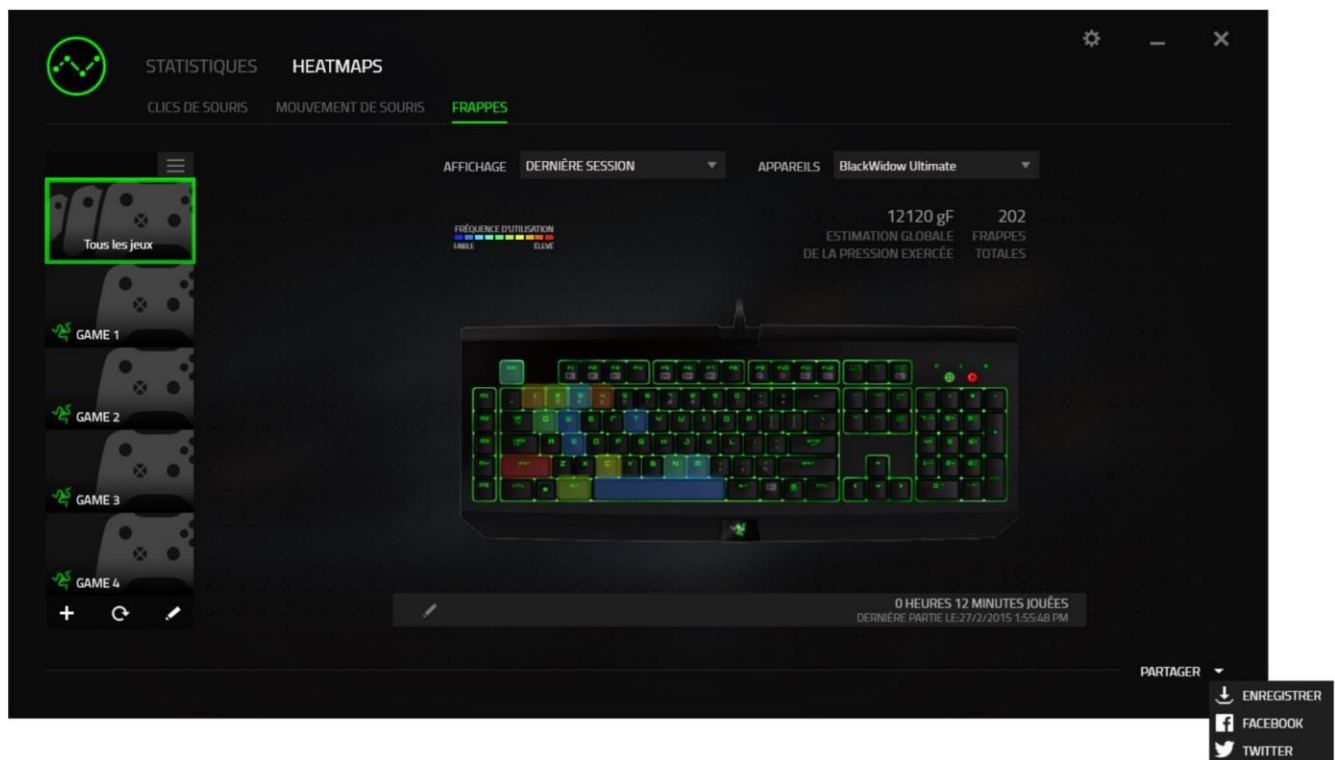 STATISTIQUES HEATMAPS
CLICS DE SOURIS MOUVEMENT DE SOURIS FRAPPES
AFFICHAGE DERNIÈRE SESSION APPAREILS BlackWidow Ultimate
12120 gF 202
FRÉQUENCE D'UTILISATION
ESTIMATION GLOBALE FRAPPES
FAIBLE ÉLEVÉ
DE LA PRESSION EXERCÉE TOTALES
Tous les jeux
GAME 1
GAME 2
GAME 3
GAME 4
0 HEURES 12 MINUTES JOUÉES
DERNIÈRE PARTIE LE:27/2/2015 1:55:48 PM
PARTAGER
ENREGISTRER
FACEBOOK
TWITTER